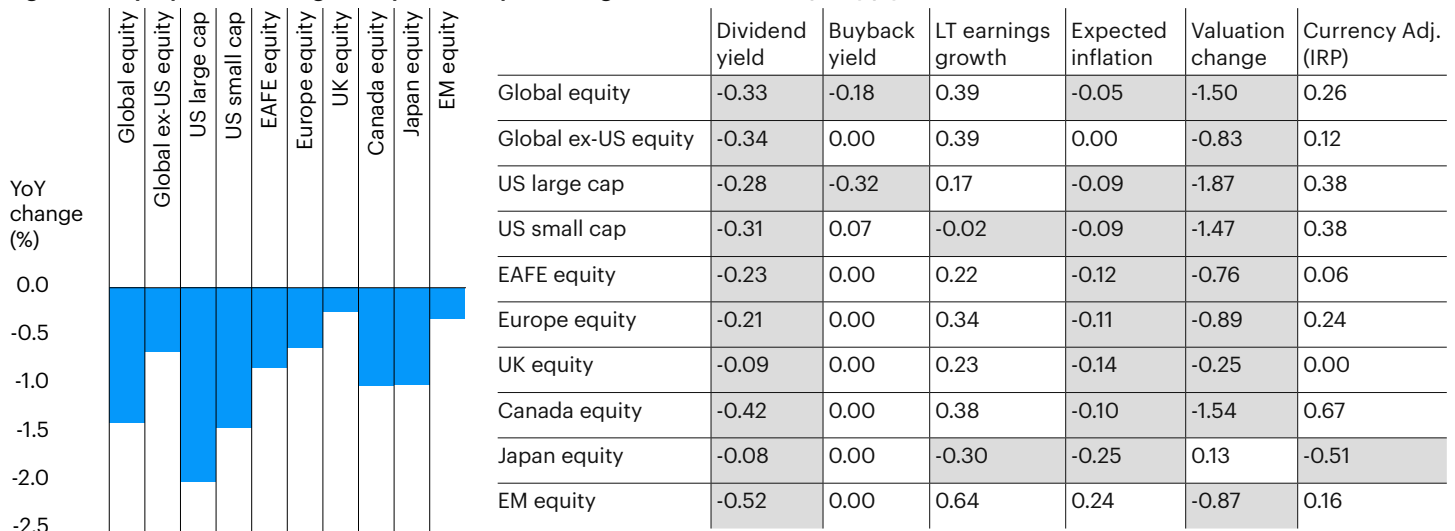 Global equity
Global ex-US equity
US large cap
US small cap
EAFE equity
Europe equity
UK equity
Canada equity
Japan equity
EM equity
YoY
change
(%)
0.0
-0.5
-1.0
-1.5
-2.0
-2.5
Dividend yield Buyback yield LT earnings growth Expected inflation Valuation change Currency Adj. (IRP)
Global equity -0.33 -0.18 0.39 -0.05 -1.50 0.26
Global ex-US equity -0.34 0.00 0.39 0.00 -0.83 0.12
US large cap -0.28 -0.32 0.17 -0.09 -1.87 0.38
US small cap -0.31 0.07 -0.02 -0.09 -1.47 0.38
EAFE equity -0.23 0.00 0.22 -0.12 -0.76 0.06
Europe equity -0.21 0.00 0.34 -0.11 -0.89 0.24
UK equity -0.09 0.00 0.23 -0.14 -0.25 0.00
Canada equity -0.42 0.00 0.38 -0.10 -1.54 0.67
Japan equity -0.08 0.00 -0.30 -0.25 0.13 -0.51
EM equity -0.52 0.00 0.64 0.24 -0.87 0.16